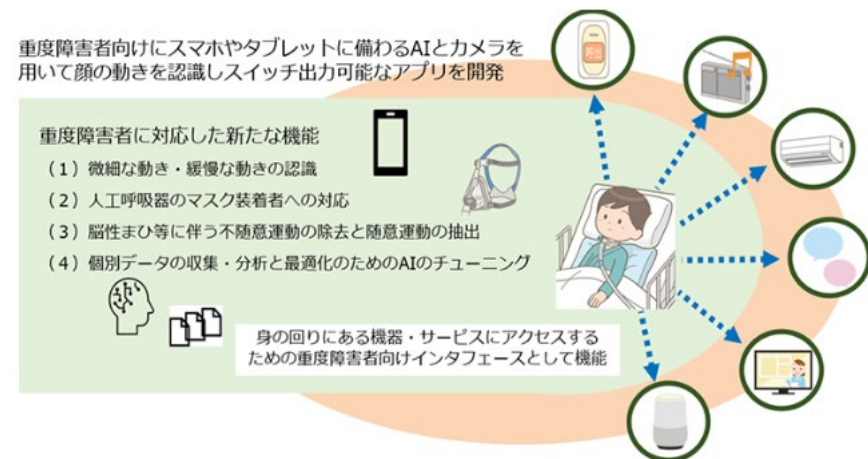 重度障害者向けにスマホやタブレットに備わるAIとカメラを
用いて顔の動きを認識しスイッチ出力可能なアプリを開発
重度障害者に対応した新たな機能
(1)微細な動き・緩慢な動きの認識
(2)人工呼吸器のマスク装着者への対応
(3)脳性まひ等に伴う不随意運動の除去と随意運動の抽出
(4)個別データの収集・分析と最適化のためのAIのチューニング
身の回りにある機器・サービスにアクセスする
ための重度障害者向けインタフェースとして機能